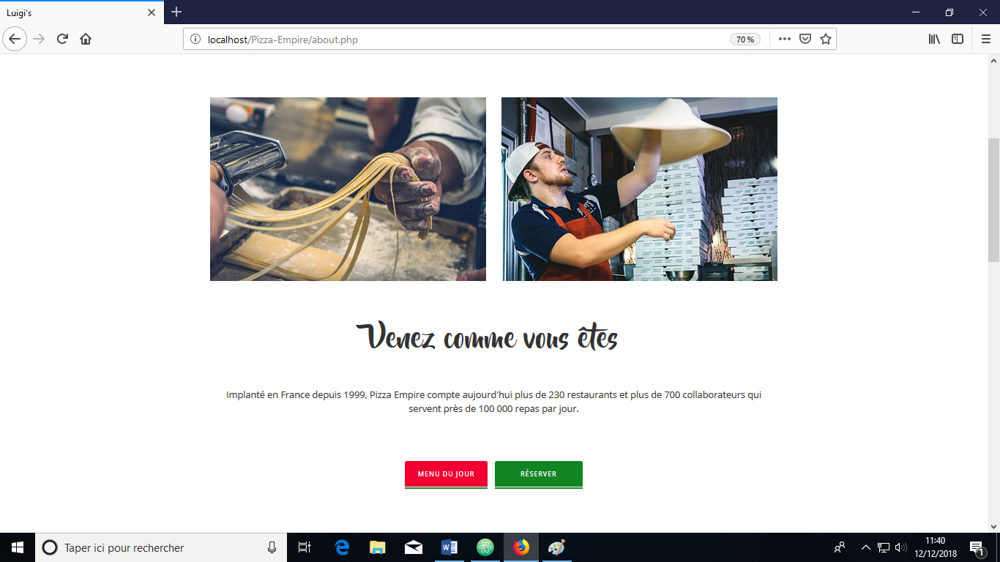 Luigi's
localhost/Pizza-Empire/about.php
70 %
Venez comme vous êtes
Implanté en France depuis 1999, Pizza Empire compte aujourd'hui plus de 230 restaurants et plus de 700 collaborateurs qui
servent près de 100 000 repas par jour.
MENU DU JOUR
RÉSERVER
Taper ici pour rechercher
11:40
12/12/2018
1